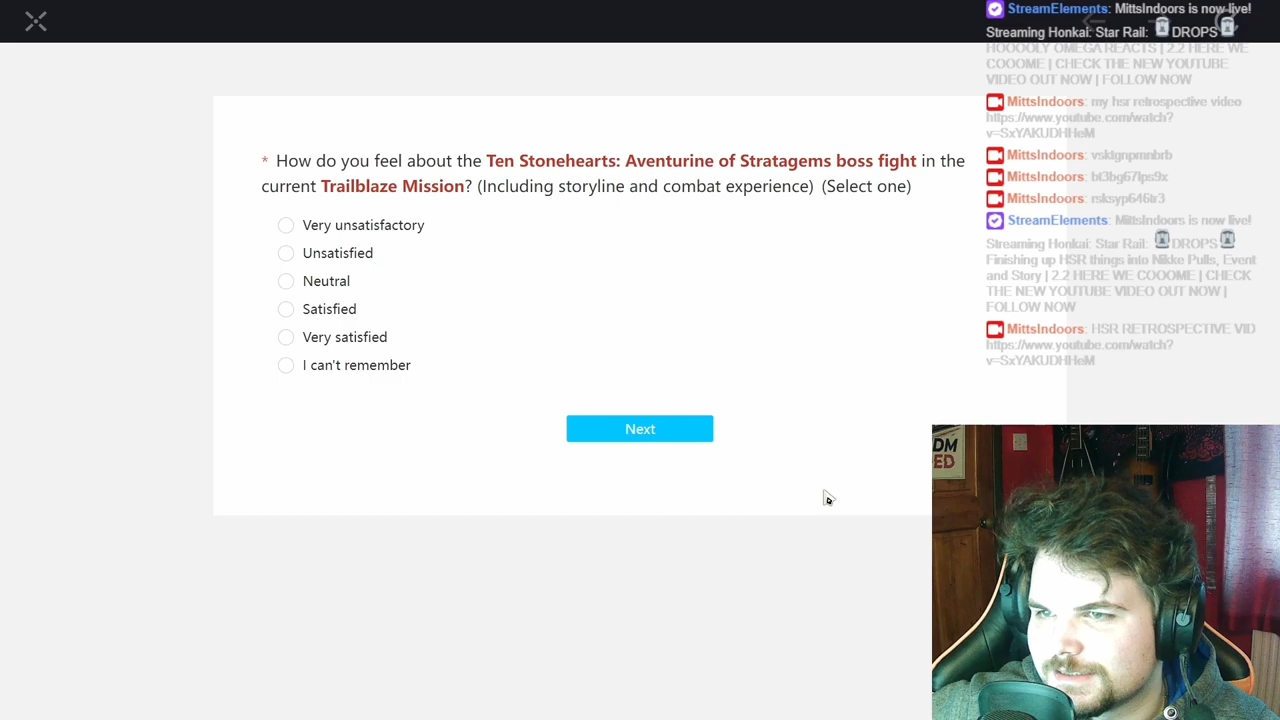 * How do you feel about the Ten Stonehearts: Aventurine of Stratagems boss fight in the
current Trailblaze Mission? (Including storyline and combat experience) (Select one)
Very unsatisfactory
Unsatisfied
Neutral
Satisfied
Very satisfied
I can't remember
Next
StreamElements: MittsIndoors is now live!
Streaming Honkai: Star Rail: DROPS
HOOOOLY OMEGA REACTS | 2.2 HERE WE
COOOME | CHECK THE NEW YOUTUBE
VIDEO OUT NOW | FOLLOW NOW
MittsIndoors: my hsr retrospective video
https://www.youtube.com/watch?
v=SxYAKUDHHeM
MittsIndoors: vsktgnpmnbrb
MittsIndoors: bt3bg67lps9x
MittsIndoors: rsksyp646tr3
StreamElements: MittsIndoors is now live!
Streaming Honkai: Star Rail: DROPS
Finishing up HSR things into Nikke Pulls, Event
and Story | 2.2 HERE WE COOOME | CHECK
THE NEW YOUTUBE VIDEO OUT NOW |
FOLLOW NOW
MittsIndoors: HSR RETROSPECTIVE VID
https://www.youtube.com/watch?
v=SxYAKUDHHeM
DM
ED